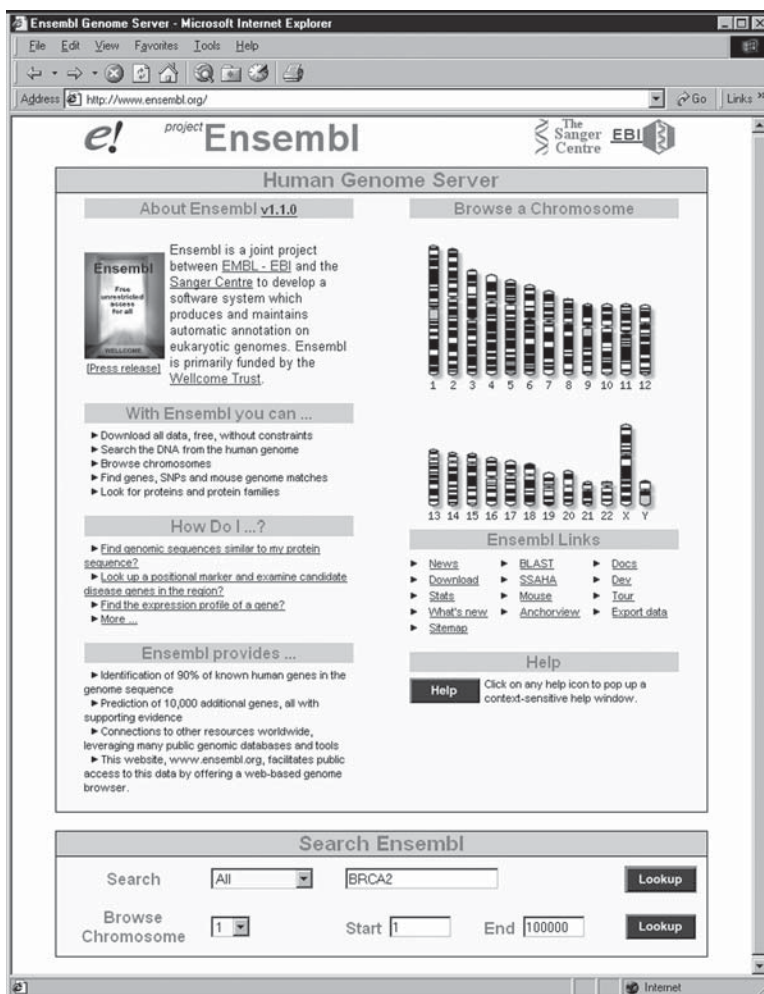 Ensembl Genome Server - Microsoft Internet Explorer
File Edit View Favorites Tools Help
Address http://www.ensembl.org/ Go Links »
e! project Ensembl
The Sanger Centre
EBI
Human Genome Server
About Ensembl v1.1.0
Ensembl
Free
unrestricted
access
for all
WELLCOME
[Press release]
Ensembl is a joint project
between EMBL - EBI and the
Sanger Centre to develop a
software system which
produces and maintains
automatic annotation on
eukaryotic genomes. Ensembl
is primarily funded by the
Wellcome Trust.
With Ensembl you can ...
Download all data, free, without constraints
Search the DNA from the human genome
Browse chromosomes
Find genes, SNPs and mouse genome matches
Look for proteins and protein families
How Do I ...?
Find genomic sequences similar to my protein
sequence?
Look up a positional marker and examine candidate
disease genes in the region?
Find the expression profile of a gene?
More ...
Ensembl provides ...
Identification of 90% of known human genes in the
genome sequence
Prediction of 10,000 additional genes, all with
supporting evidence
Connections to other resources worldwide,
leveraging many public genomic databases and tools
This website, www.ensembl.org, facilitates public
access to this data by offering a web-based genome
browser.
Browse a Chromosome
1 2 3 4 5 6 7 8 9 10 11 12
13 14 15 16 17 18 19 20 21 22 X Y
Ensembl Links
News BLAST Docs
Download SSAHA Dev
Stats Mouse Tour
What's new Anchorview Export data
Sitemap
Help
Help Click on any help icon to pop up a
context-sensitive help window.
Search Ensembl
Search All BRCA2 Lookup
Browse
Chromosome 1 Start 1 End 100000 Lookup
Internet